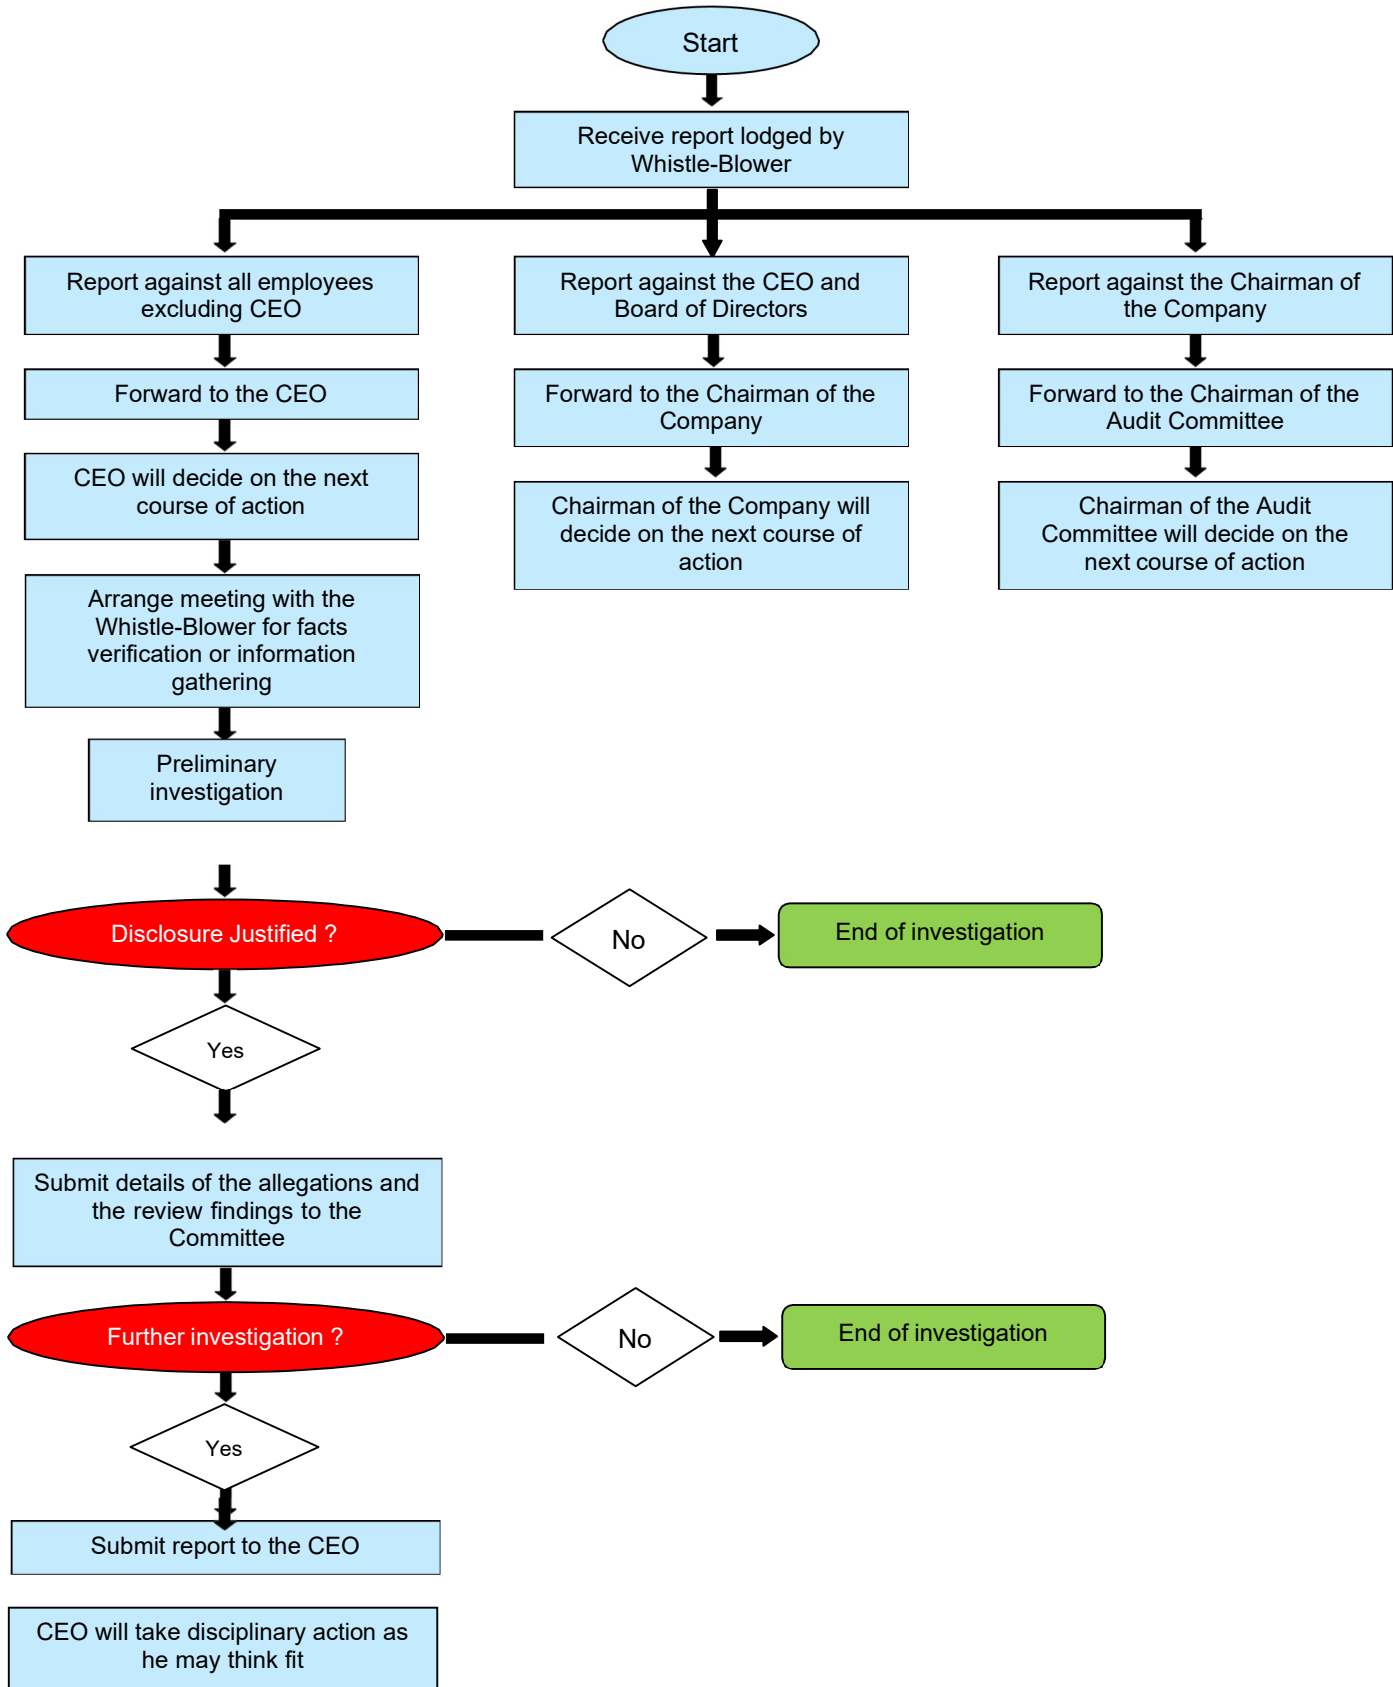 Start
Receive report lodged by
Whistle-Blower
Report against all employees
excluding CEO
Report against the CEO and
Board of Directors
Report against the Chairman of
the Company
Forward to the CEO
Forward to the Chairman of the
Company
Forward to the Chairman of the
Audit Committee
CEO will decide on the next
course of action
Chairman of the Company will
decide on the next course of
action
Chairman of the Audit
Committee will decide on the
next course of action
Arrange meeting with the
Whistle-Blower for facts
verification or information
gathering
Preliminary
investigation
Disclosure Justified ?
No
End of investigation
Yes
Submit details of the allegations and
the review findings to the
Committee
Further investigation ?
No
End of investigation
Yes
Submit report to the CEO
CEO will take disciplinary action as
he may think fit